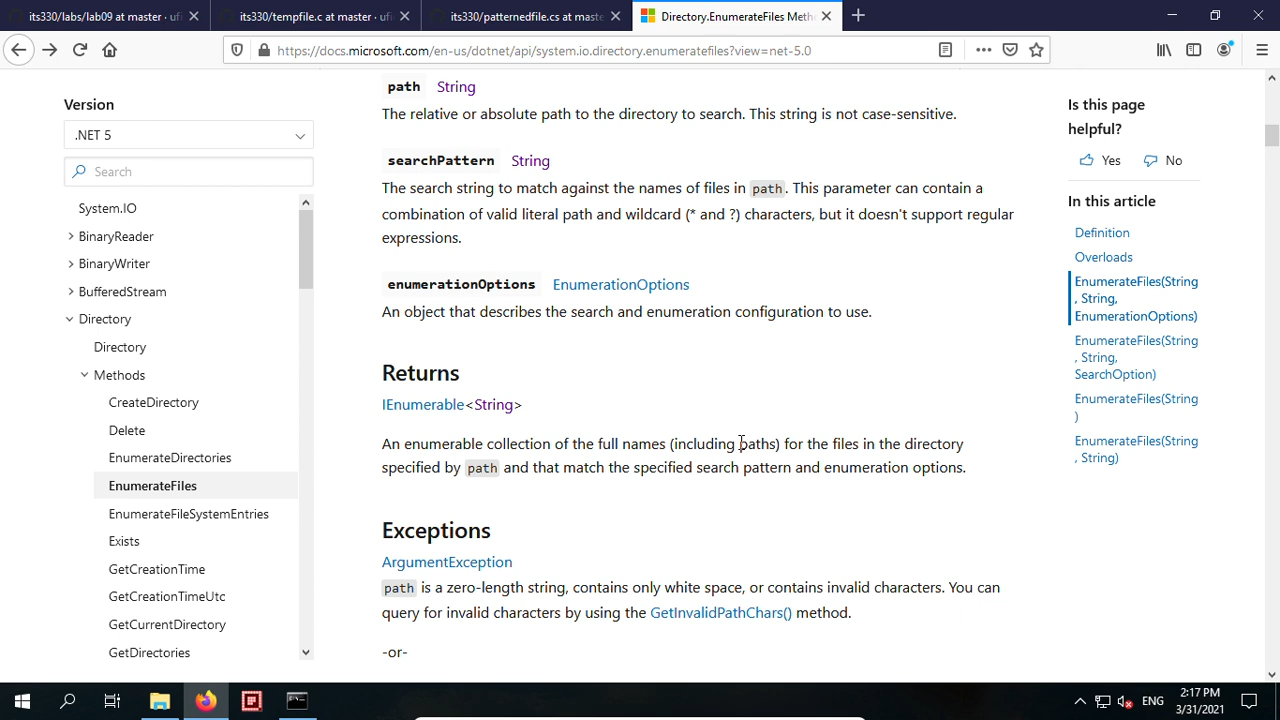 its330/labs/lab09 at master · ufi
its330/tempfile.c at master · ufi
its330/patternedfile.cs at maste
Directory.EnumerateFiles Meth
https://docs.microsoft.com/en-us/dotnet/api/system.io.directory.enumeratefiles?view=net-5.0
Version
.NET 5
Search
System.IO
BinaryReader
BinaryWriter
BufferedStream
Directory
Directory
Methods
CreateDirectory
Delete
EnumerateDirectories
EnumerateFiles
EnumerateFileSystemEntries
Exists
GetCreationTime
GetCreationTimeUtc
GetCurrentDirectory
GetDirectories
path String
The relative or absolute path to the directory to search. This string is not case-sensitive.
searchPattern String
The search string to match against the names of files in path. This parameter can contain a
combination of valid literal path and wildcard (* and ?) characters, but it doesn't support regular
expressions.
enumerationOptions EnumerationOptions
An object that describes the search and enumeration configuration to use.
Returns
IEnumerable<String>
An enumerable collection of the full names (including paths) for the files in the directory
specified by path and that match the specified search pattern and enumeration options.
Exceptions
ArgumentException
path is a zero-length string, contains only white space, or contains invalid characters. You can
query for invalid characters by using the GetInvalidPathChars() method.
-or-
Is this page
helpful?
Yes No
In this article
Definition
Overloads
EnumerateFiles(String
, String,
EnumerationOptions)
EnumerateFiles(String
, String,
SearchOption)
EnumerateFiles(String
)
EnumerateFiles(String
, String)
ENG
2:17 PM
3/31/2021